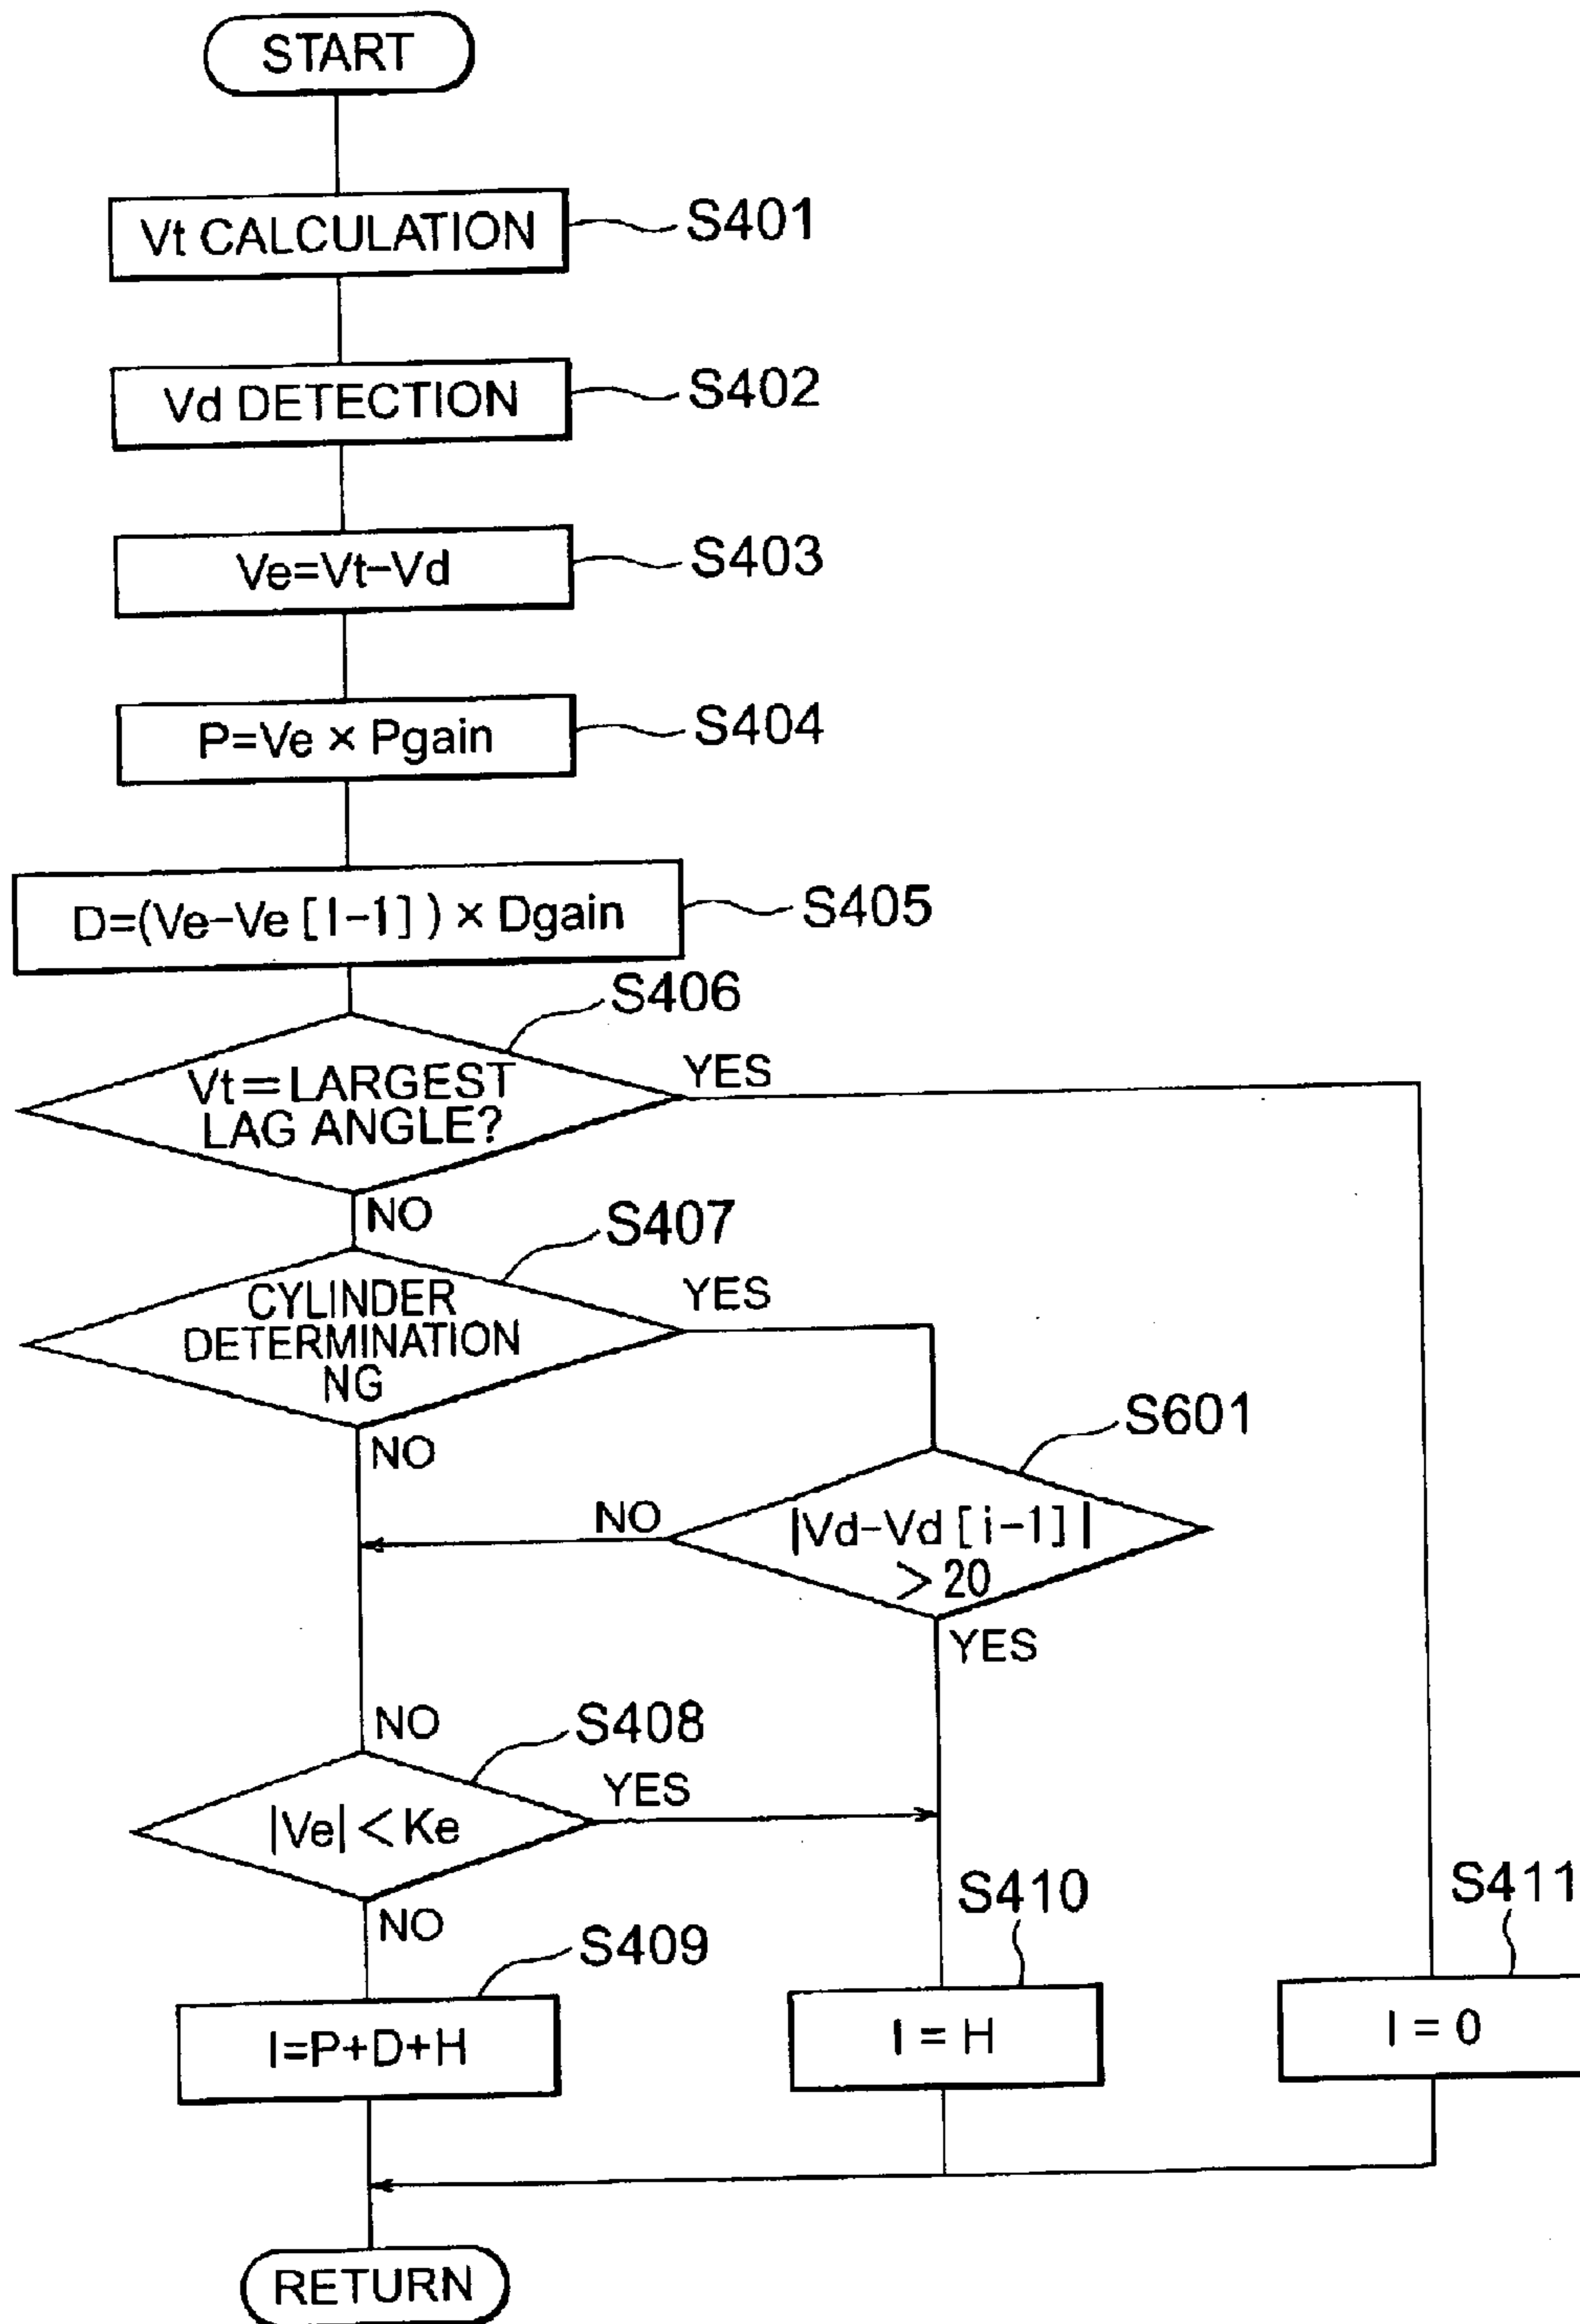 START
Vt CALCULATION
S401
Vd DETECTION
S402
Ve=Vt-Vd
S403
P=Ve × Pgain
S404
D=(Ve-Ve [I-1] ) × Dgain
S405
S406
Vt=LARGEST
LAG ANGLE?
YES
NO
S407
CYLINDER
DETERMINATION
NG
YES
NO
S601
|Vd-Vd [i-1] |
> 20
NO
YES
NO
S408
|Ve| < Ke
YES
NO
S409
I=P+D+H
S410
I = H
S411
I = 0
RETURN